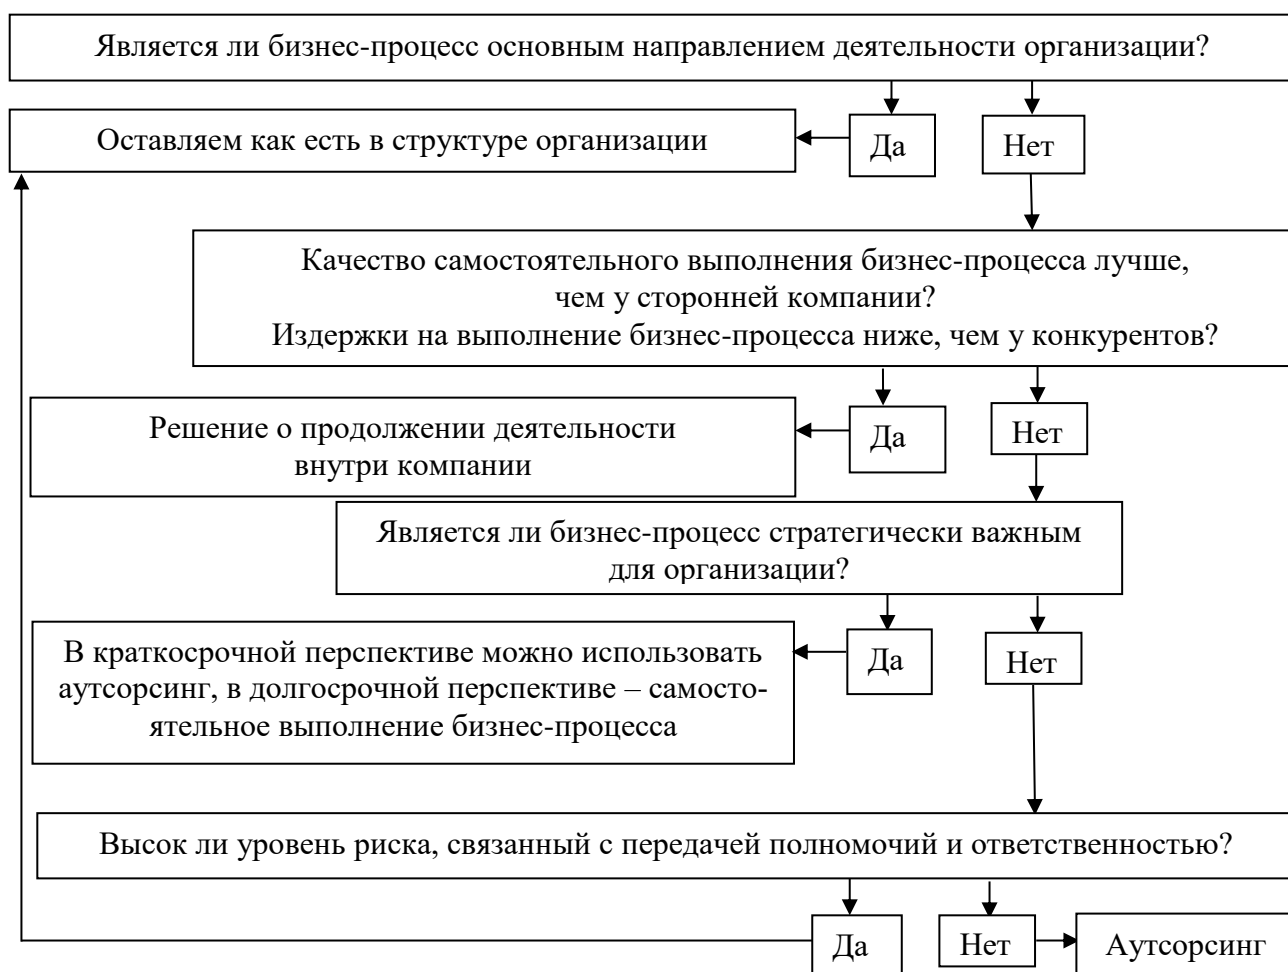 Является ли бизнес-процесс основным направлением деятельности организации?
Оставляем как есть в структуре организации
Да
Нет
Качество самостоятельного выполнения бизнес-процесса лучше,
чем у сторонней компании?
Издержки на выполнение бизнес-процесса ниже, чем у конкурентов?
Решение о продолжении деятельности
внутри компании
Да
Нет
Является ли бизнес-процесс стратегически важным
для организации?
В краткосрочной перспективе можно использовать
аутсорсинг, в долгосрочной перспективе – самосто-
ятельное выполнение бизнес-процесса
Да
Нет
Высок ли уровень риска, связанный с передачей полномочий и ответственностью?
Да
Нет
Аутсорсинг